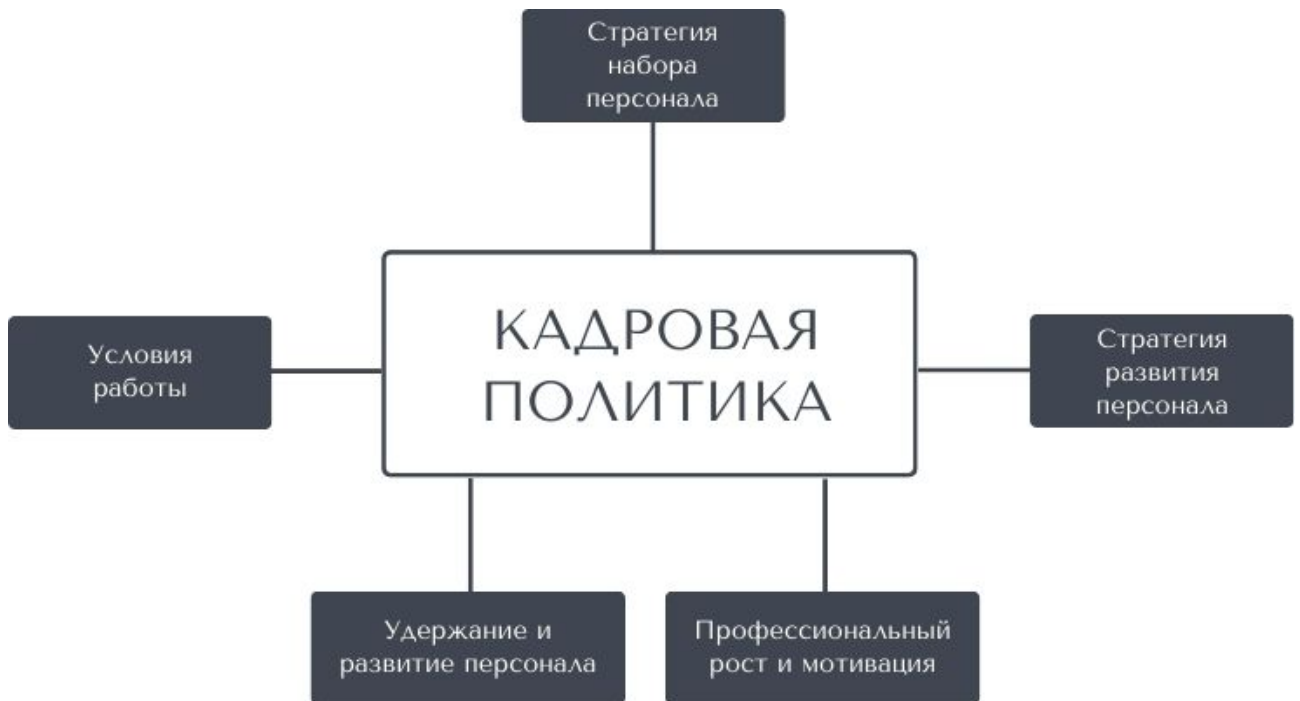 Стратегия
набора
персонала
КАДРОВАЯ
ПОЛИТИКА
Условия
работы
Стратегия
развития
персонала
Удержание и
развитие персонала
Профессиональный
рост и мотивация